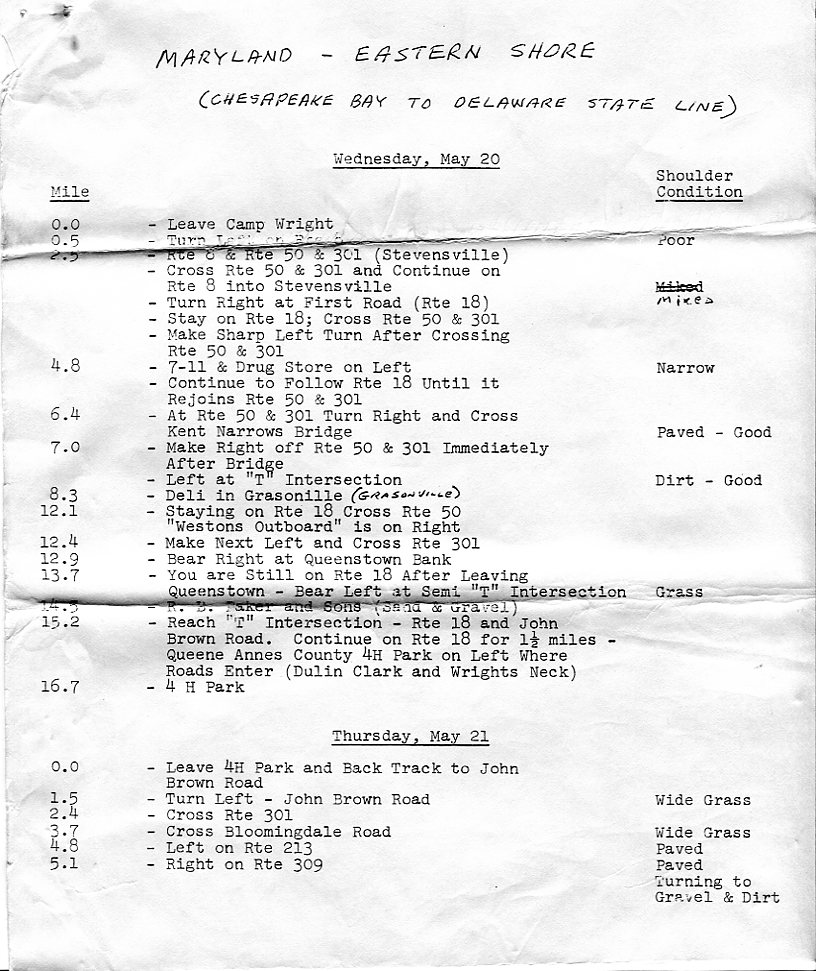 MARYLAND - EASTERN SHORE
(CHESAPEAKE BAY TO DELAWARE STATE LINE)
Wednesday, May 20
Shoulder
Mile Condition
0.0 - Leave Camp Wright
0.5 - Turn Poor
2.5 - Rte 8 & Rte 50 & 301 (Stevensville)
- Cross Rte 50 & 301 and Continue on
Rte 8 into Stevensville Mixed
- Turn Right at First Road (Rte 18) Mixed
- Stay on Rte 18; Cross Rte 50 & 301
- Make Sharp Left Turn After Crossing
Rte 50 & 301
4.8 - 7-11 & Drug Store on Left Narrow
- Continue to Follow Rte 18 Until it
Rejoins Rte 50 & 301
6.4 - At Rte 50 & 301 Turn Right and Cross
Kent Narrows Bridge Paved - Good
7.0 - Make Right off Rte 50 & 301 Immediately
After Bridge
- Left at "T" Intersection Dirt - Good
8.3 - Deli in Grasonille (GRASONVILLE)
12.1 - Staying on Rte 18 Cross Rte 50
"Westons Outboard" is on Right
12.4 - Make Next Left and Cross Rte 301
12.9 - Bear Right at Queenstown Bank
13.7 - You are Still on Rte 18 After Leaving
Queenstown - Bear Left at Semi "T" Intersection Grass
14.5 - R. B. Baker and Sons (Sand & Gravel)
15.2 - Reach "T" Intersection - Rte 18 and John
Brown Road. Continue on Rte 18 for 1½ miles -
Queene Annes County 4H Park on Left Where
Roads Enter (Dulin Clark and Wrights Neck)
16.7 - 4 H Park
Thursday, May 21
0.0 - Leave 4H Park and Back Track to John
Brown Road
1.5 - Turn Left - John Brown Road Wide Grass
2.4 - Cross Rte 301
3.7 - Cross Bloomingdale Road Wide Grass
4.8 - Left on Rte 213 Paved
5.1 - Right on Rte 309 Paved
Turning to
Gravel & Dirt